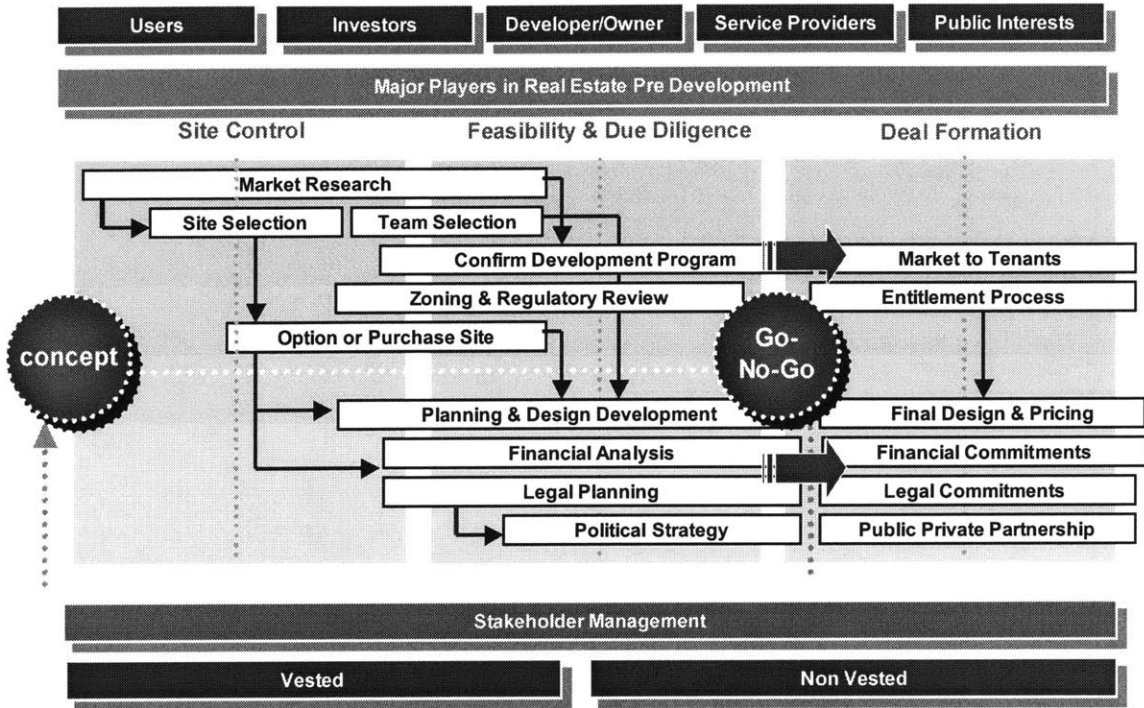 Users
Investors
Developer/Owner
Service Providers
Public Interests
Major Players in Real Estate Pre Development
Site Control
Feasibility & Due Diligence
Deal Formation
Market Research
Site Selection
Team Selection
Confirm Development Program
Market to Tenants
Zoning & Regulatory Review
Entitlement Process
Option or Purchase Site
concept
Go-
No-Go
Planning & Design Development
Final Design & Pricing
Financial Analysis
Financial Commitments
Legal Planning
Legal Commitments
Political Strategy
Public Private Partnership
Stakeholder Management
Vested
Non Vested